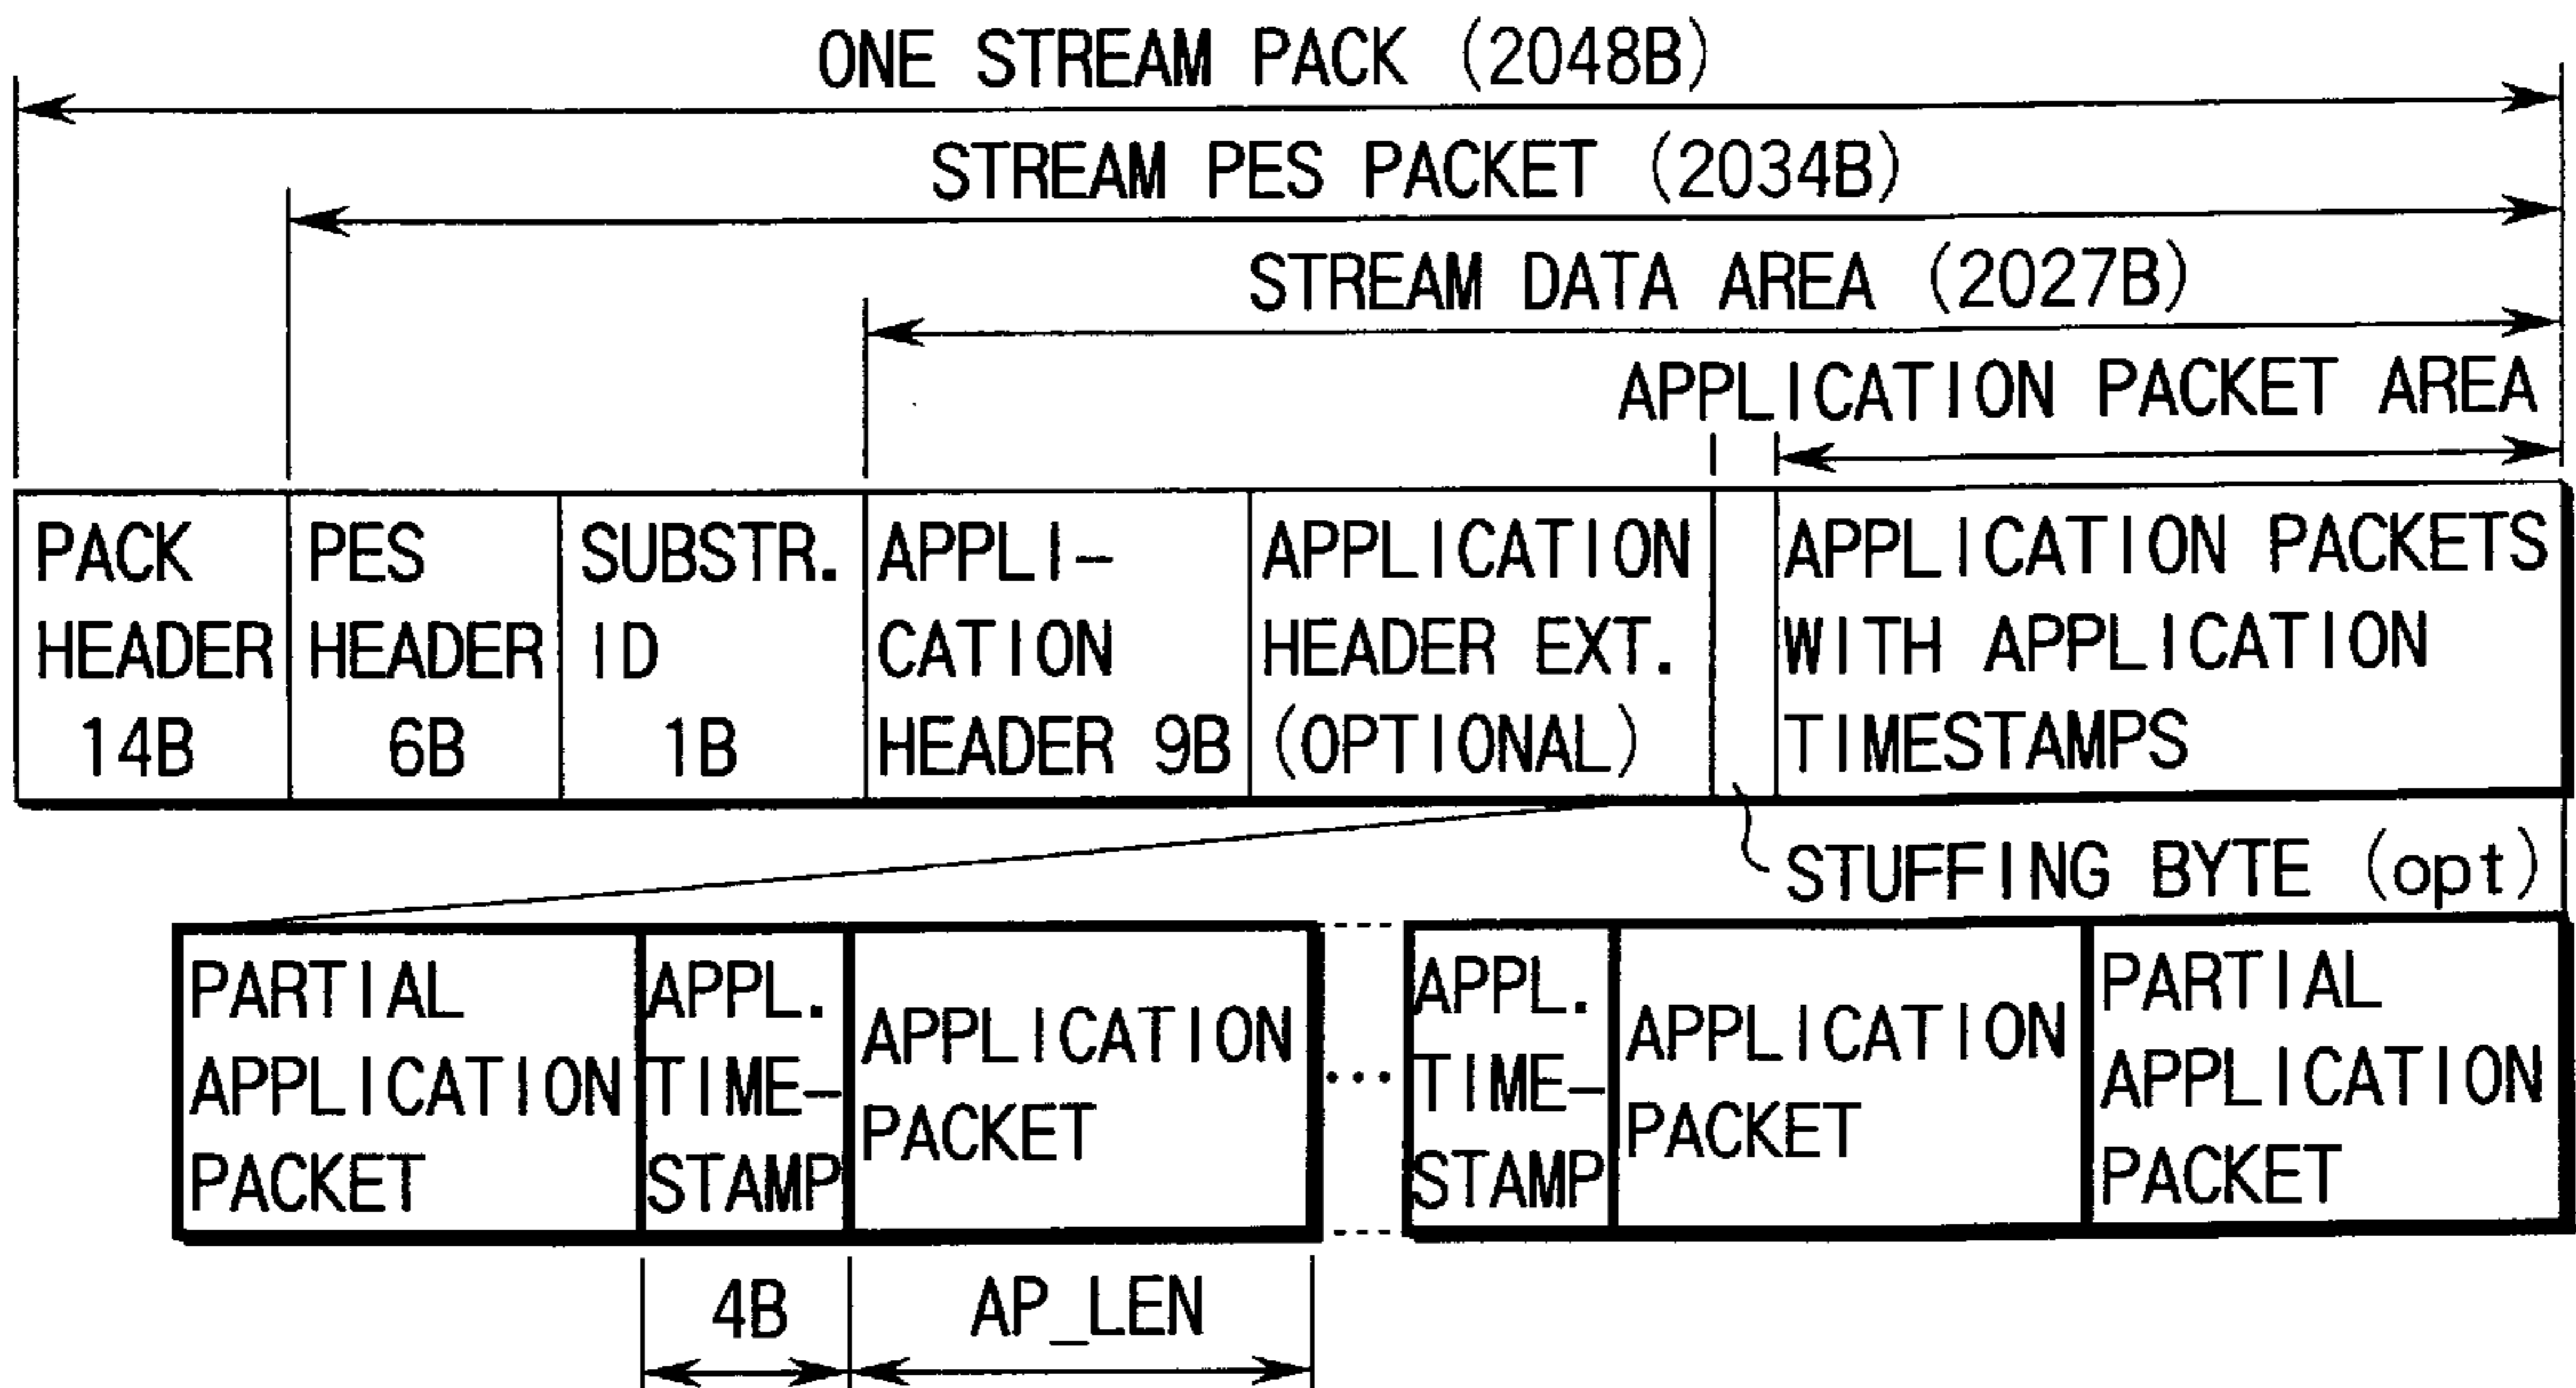 ONE STREAM PACK (2048B)
STREAM PES PACKET (2034B)
STREAM DATA AREA (2027B)
APPLICATION PACKET AREA
PACK
HEADER
14B
PES
HEADER
6B
SUBSTR.
ID
1B
APPLI-
CATION
HEADER 9B
APPLICATION
HEADER EXT.
(OPTIONAL)
APPLICATION PACKETS
WITH APPLICATION
TIMESTAMPS
STUFFING BYTE (opt)
PARTIAL
APPLICATION
PACKET
APPL.
TIME-
STAMP
APPLICATION
PACKET
...
APPL.
TIME-
STAMP
APPLICATION
PACKET
PARTIAL
APPLICATION
PACKET
4B
AP_LEN